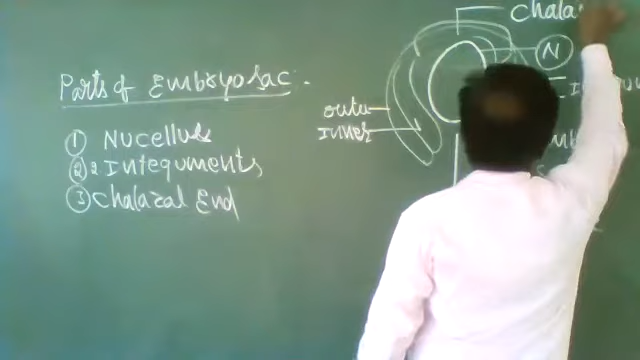 Parts of Embryosac.
① Nucellus
② 2 Integuments
③ Chalazal End
Chala
N
outer
Inner